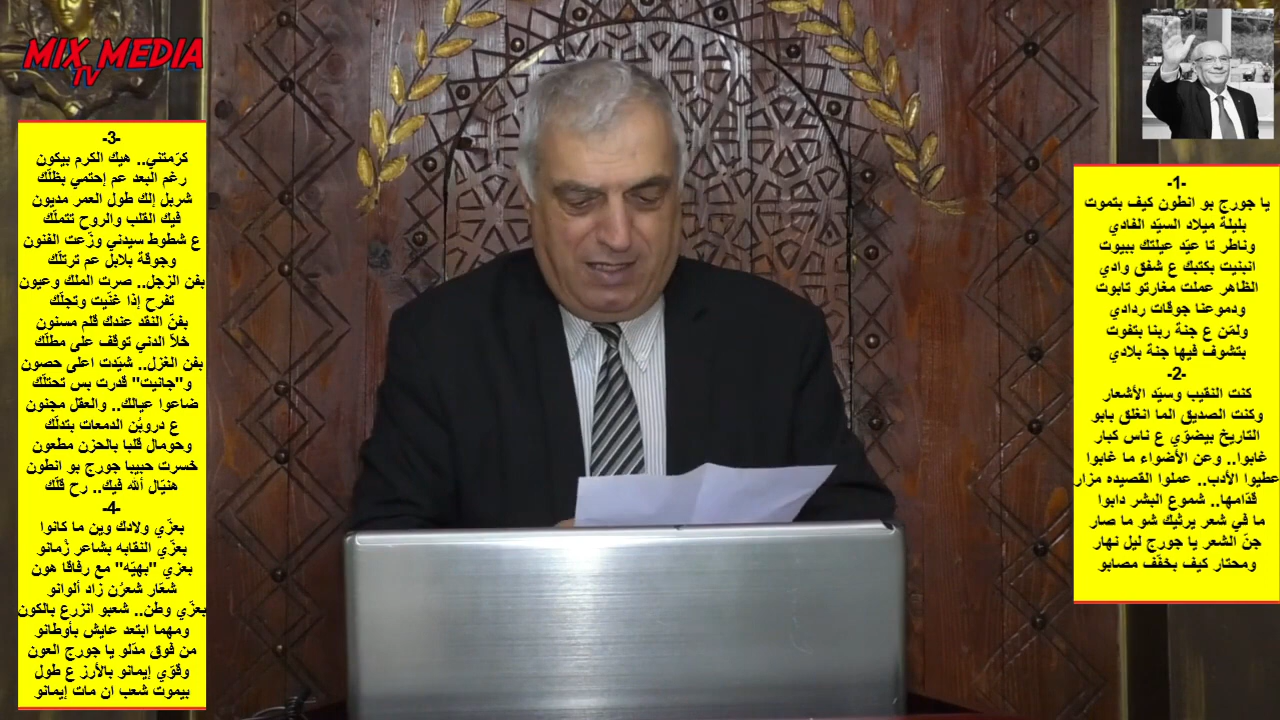 MIX MEDIA
TV
-1-
يا جورج بو انطون كيف بتموت
بليلة ميلاد السيّد الفادي
وناطر تا عيّد عيلتك ببيوت
انبنيت بكتبك ع شفق وادي
الظاهر عملت مغارتو تابوت
ودموعنا جوقات ردادي
ولمّن ع جنة ربنا بتفوت
بتشوف فيها جنة بلادي
-2-
كنت النقيب وسيّد الأشعار
وكنت الصديق الما انغلق بابو
التاريخ بيضوّي ع ناس كبار
غابوا.. وعن الأضواء ما غابوا
عطيوا الأدب.. عملوا القصيده مزار
قدّامها.. شموع البشر دابوا
ما في شعر يرثيك شو ما صار
جنّ الشعر يا جورج ليل نهار
ومحتار كيف بخفّف مصابو
-3-
كرّمتني.. هيك الكرم بيكون
رغم البعد عم إحتمي بظلّك
شربل إلك طول العمر مديون
فيك القلب والروح تتملّك
ع شطوط سيدني وزّعت الفنون
وجوقة بلابل عم ترتلّك
بفن الزجل.. صرت الملك وعيون
تفرح إذا غنّيت وتجلّك
بفنّ النقد عندك قلم مسنون
خلاّ الدني توقف على مطلّك
بفن الغزل.. شيّدت اعلى حصون
و"جانيت" قدرت بس تحتلّك
ضاعوا عيالك.. والعقل مجنون
ع دروبُن الدمعات بتدلّك
وحومال قلبا بالحزن مطعون
خسرت حبيبا جورج بو انطون
هنيّال ألله فيك.. رح قلّك
-4-
بعزّي ولادك وين ما كانوا
بعزّي النقابه بشاعر زْمانو
بعزي "بهيّه" مع رفاقا هون
شعّار شعرُن زاد ألوانو
بعزّي وطن.. شعبو انزرع بالكون
ومهما ابتعد عايش بأوطانو
من فوق مدّلو يا جورج العون
وقوّي إيمانو بالأرز ع طول
بيموت شعب ان مات إيمانو